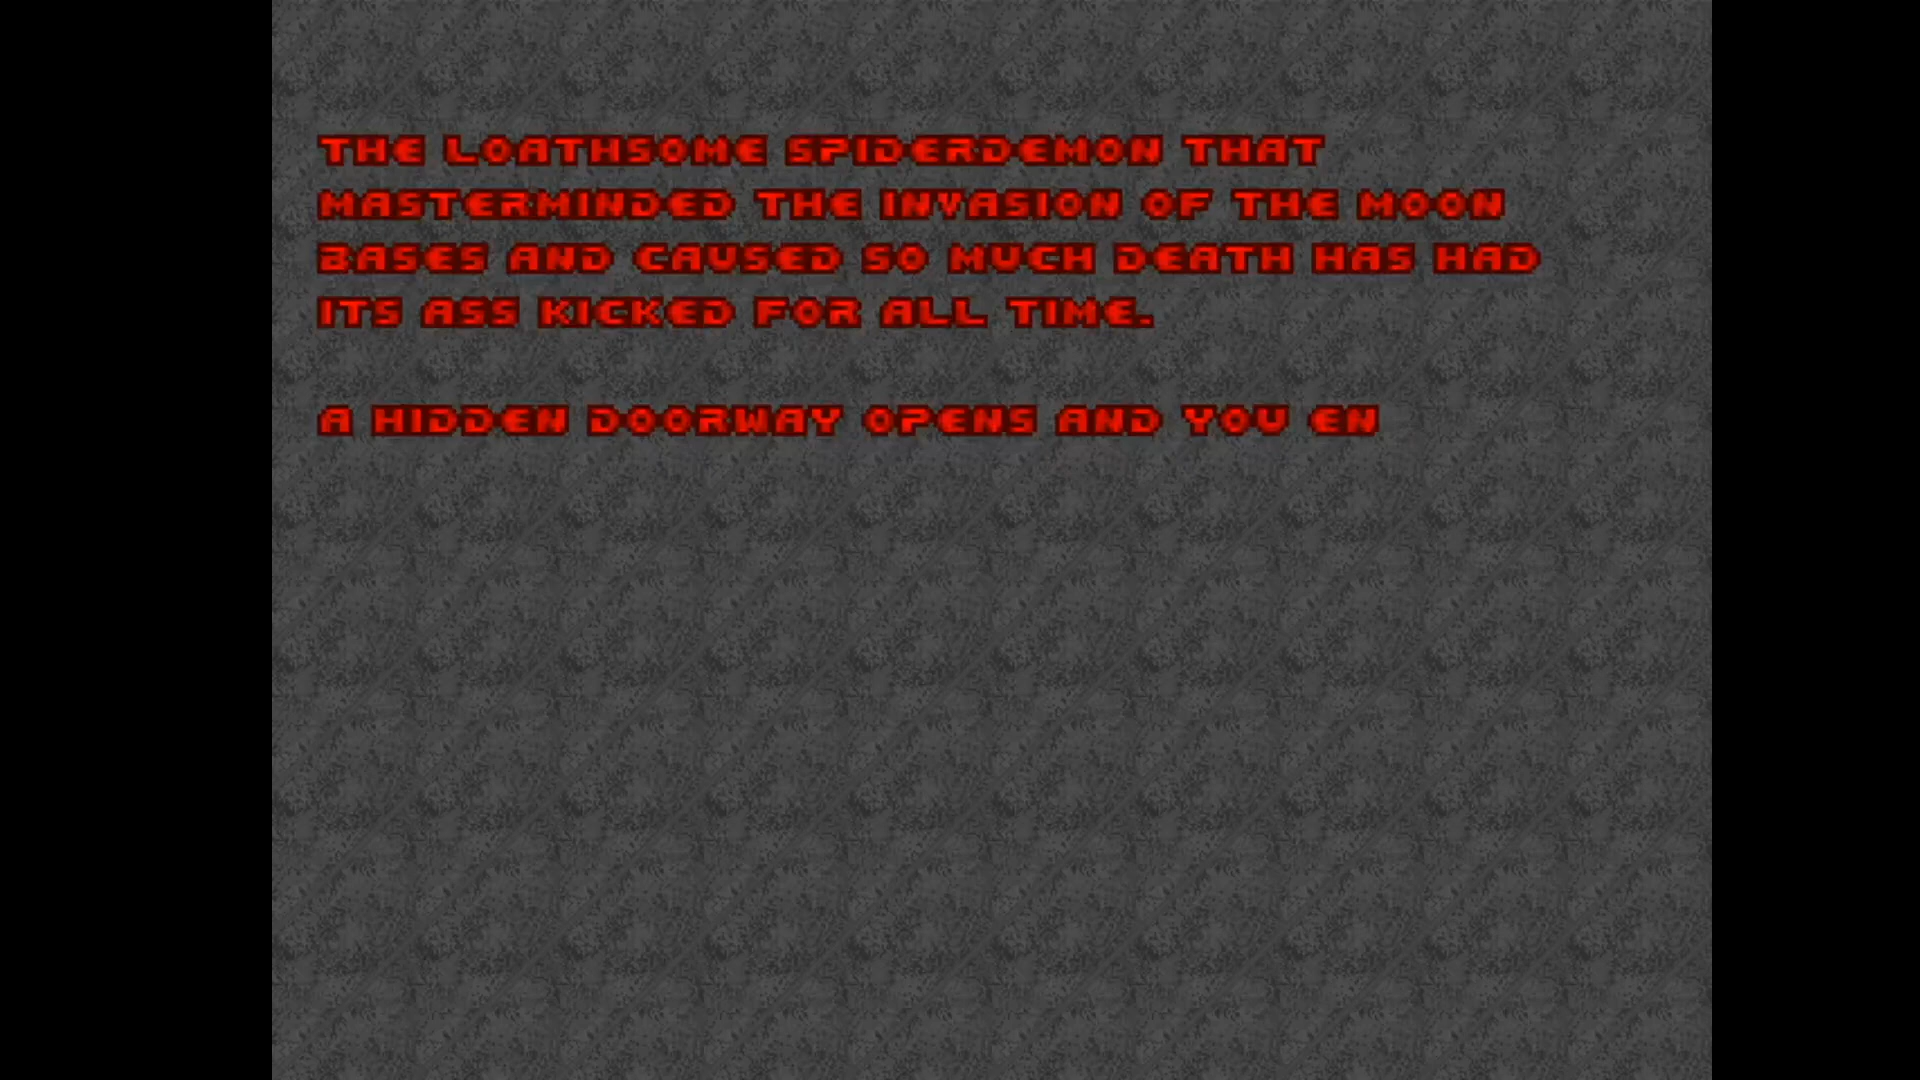 THE LOATHSOME SPIDERDEMON THAT
MASTERMINDED THE INVASION OF THE MOON
BASES AND CAUSED SO MUCH DEATH HAS HAD
ITS ASS KICKED FOR ALL TIME.
A HIDDEN DOORWAY OPENS AND YOU EN